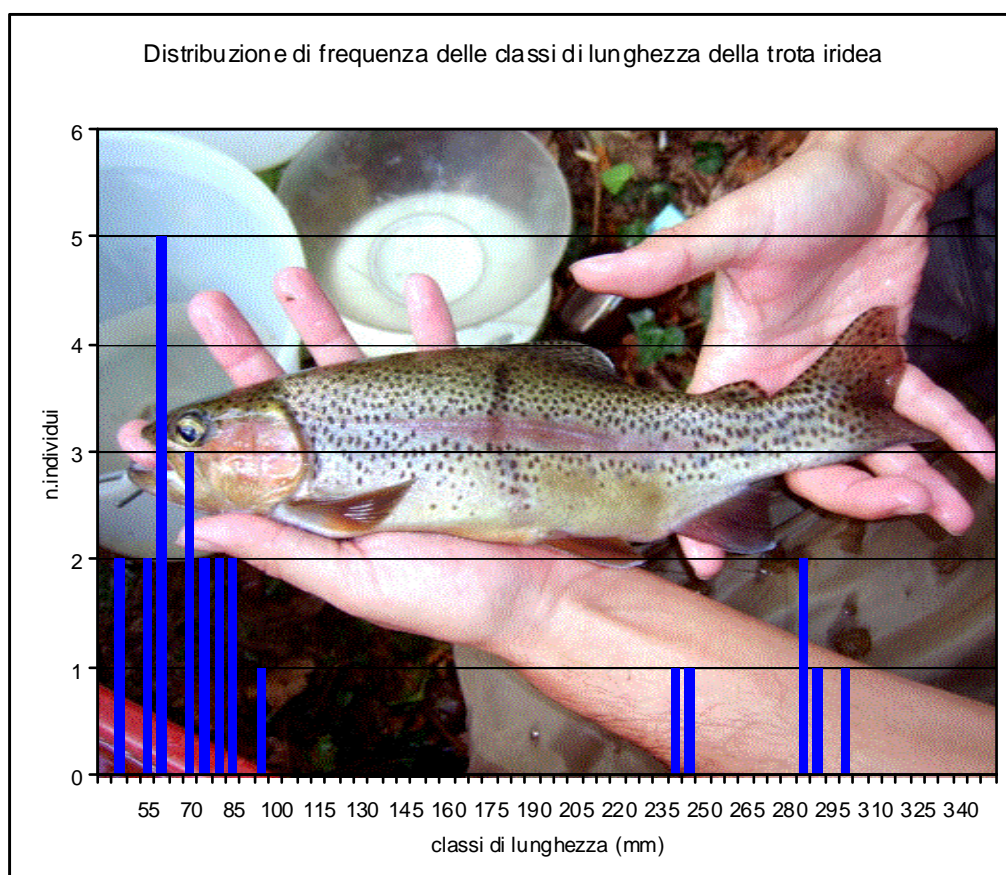 Distribuzione di frequenza delle classi di lunghezza della trota iridea
6
5
4
3
2
1
0
n.individui
55 70 85 100 115 130 145 160 175 190 205 220 235 250 265 280 295 310 325 340
classi di lunghezza (mm)